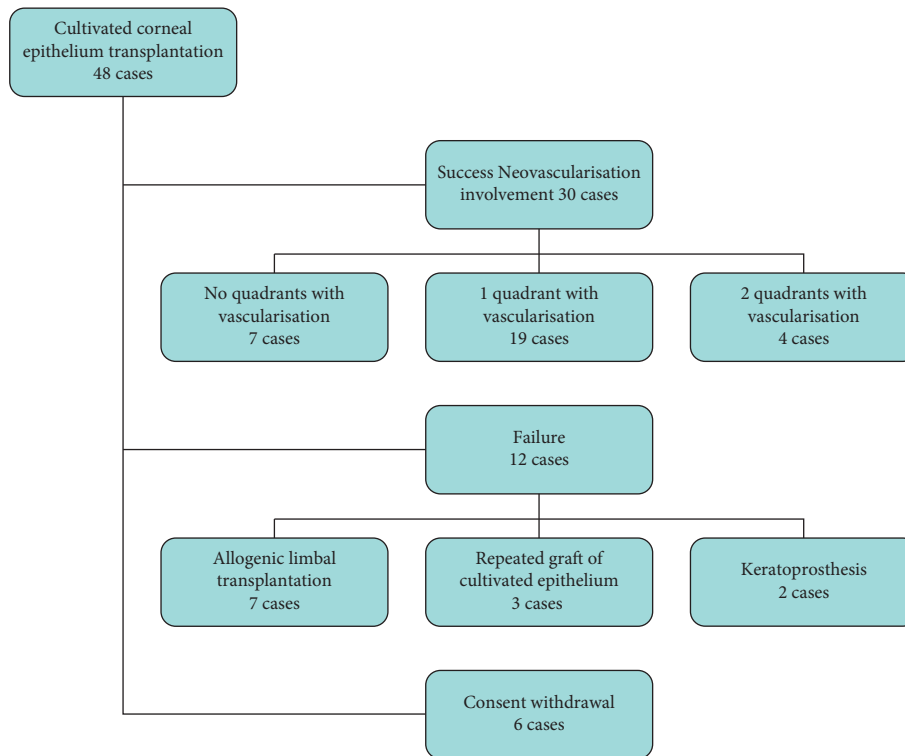 Cultivated corneal
epithelium transplantation
48 cases
Success Neovascularisation
involvement 30 cases
No quadrants with
vascularisation
7 cases
1 quadrant with
vascularisation
19 cases
2 quadrants with
vascularisation
4 cases
Failure
12 cases
Allogenic limbal
transplantation
7 cases
Repeated graft of
cultivated epithelium
3 cases
Keratoprosthesis
2 cases
Consent withdrawal
6 cases